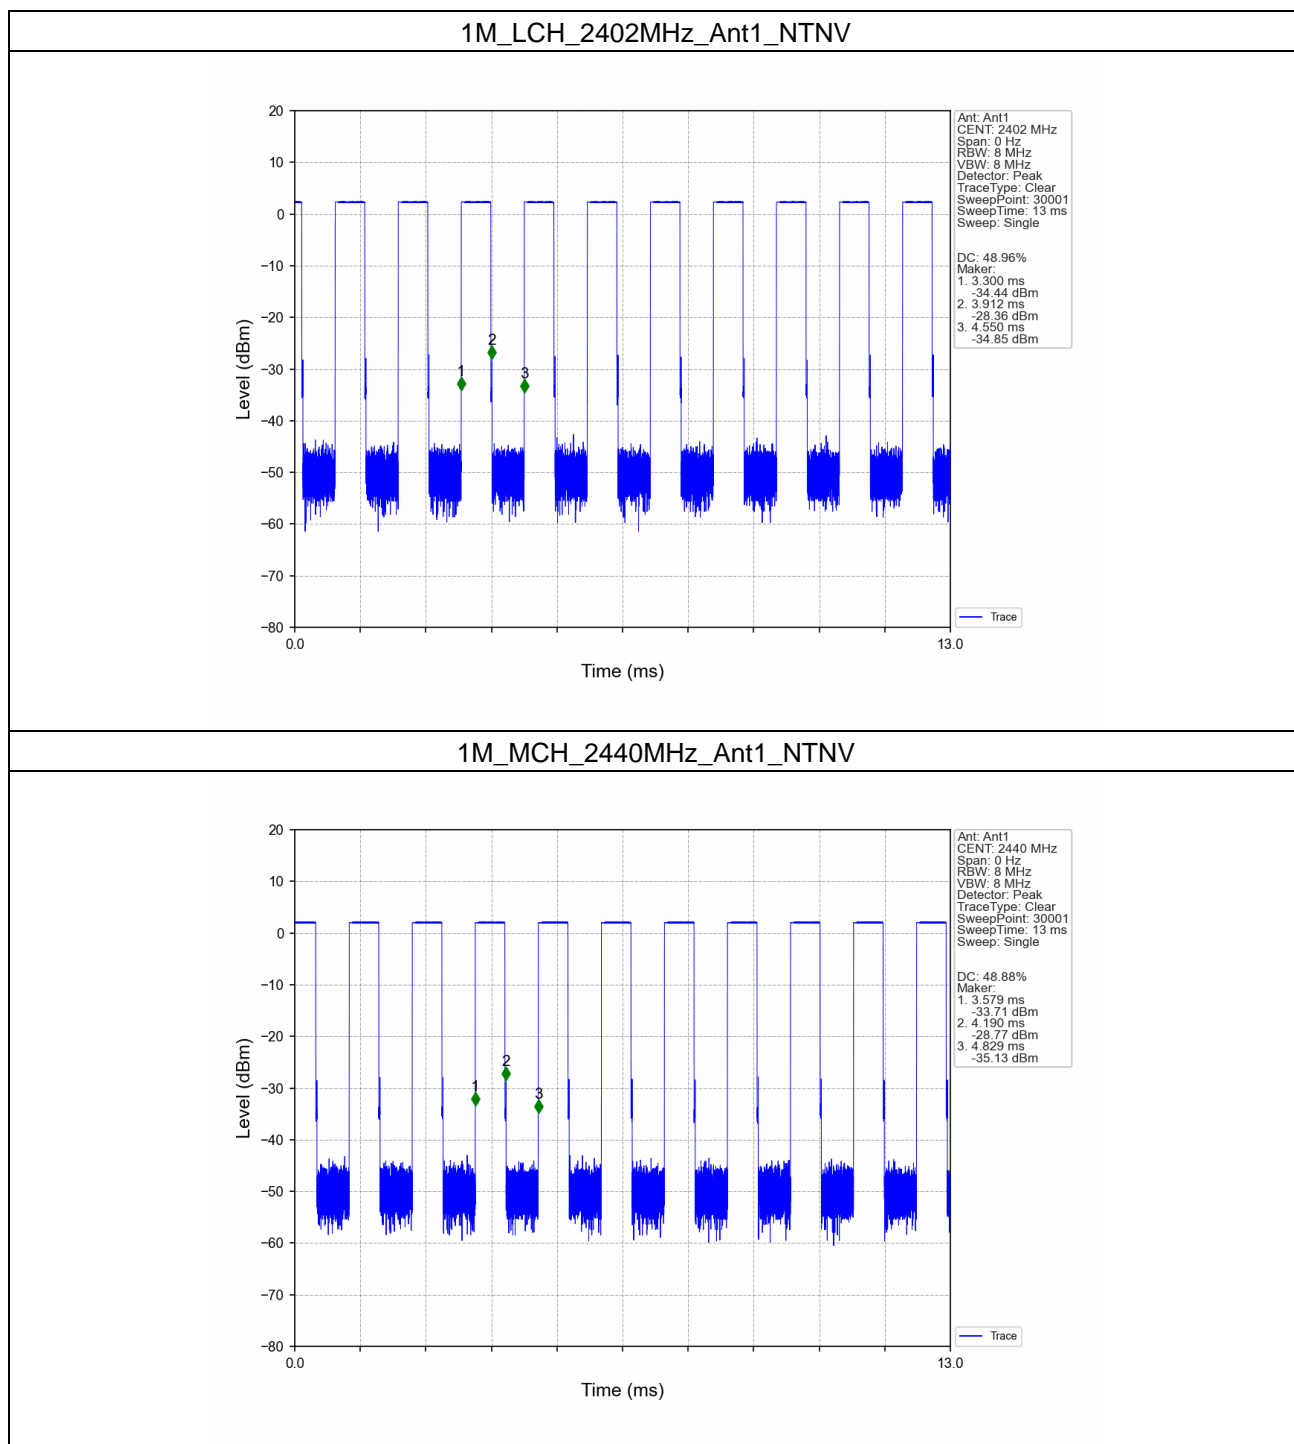 1M_LCH_2402MHz_Ant1_NTNV
20
10
0
−10
−20
−30
−40
−50
−60
−70
−80
Level (dBm)
1
2
3
0.0
13.0
Time (ms)
Ant: Ant1
CENT: 2402 MHz
Span: 0 Hz
RBW: 8 MHz
VBW: 8 MHz
Detector: Peak
TraceType: Clear
SweepPoint: 30001
SweepTime: 13 ms
Sweep: Single
DC: 48.96%
Maker:
1. 3.300 ms
-34.44 dBm
2. 3.912 ms
-28.36 dBm
3. 4.550 ms
-34.85 dBm
Trace
1M_MCH_2440MHz_Ant1_NTNV
20
10
0
−10
−20
−30
−40
−50
−60
−70
−80
Level (dBm)
1
2
3
0.0
13.0
Time (ms)
Ant: Ant1
CENT: 2440 MHz
Span: 0 Hz
RBW: 8 MHz
VBW: 8 MHz
Detector: Peak
TraceType: Clear
SweepPoint: 30001
SweepTime: 13 ms
Sweep: Single
DC: 48.88%
Maker:
1. 3.579 ms
-33.71 dBm
2. 4.190 ms
-28.77 dBm
3. 4.829 ms
-35.13 dBm
Trace